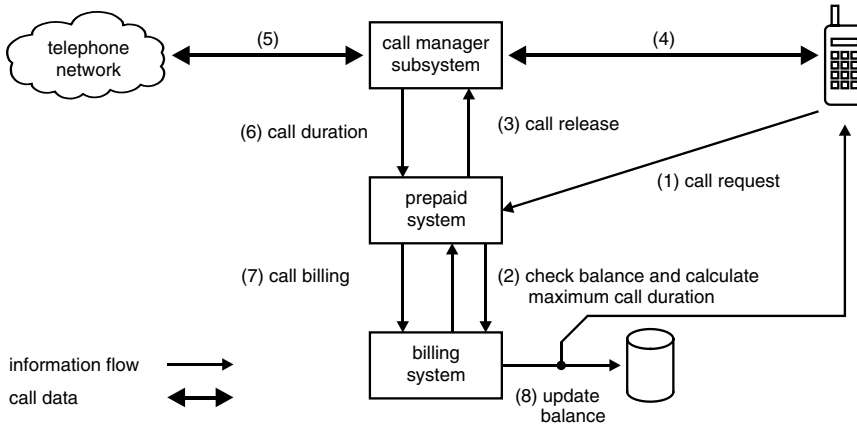 telephone
network
(5)
call manager
subsystem
(4)
(6) call duration
(3) call release
(1) call request
prepaid
system
(7) call billing
(2) check balance and calculate
maximum call duration
information flow
call data
billing
system
(8) update
balance